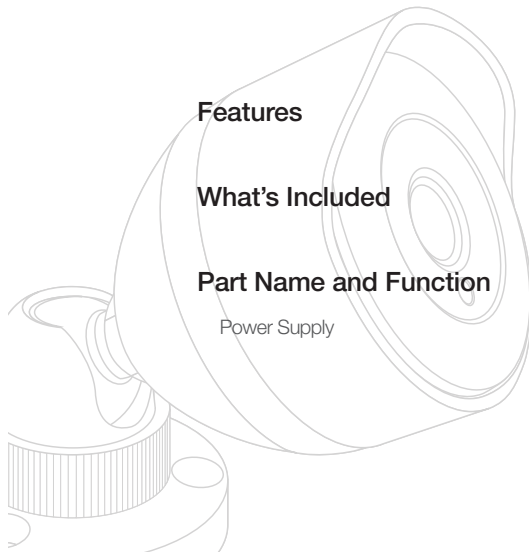 Features
What’s Included
Part Name and Function
Power Supply